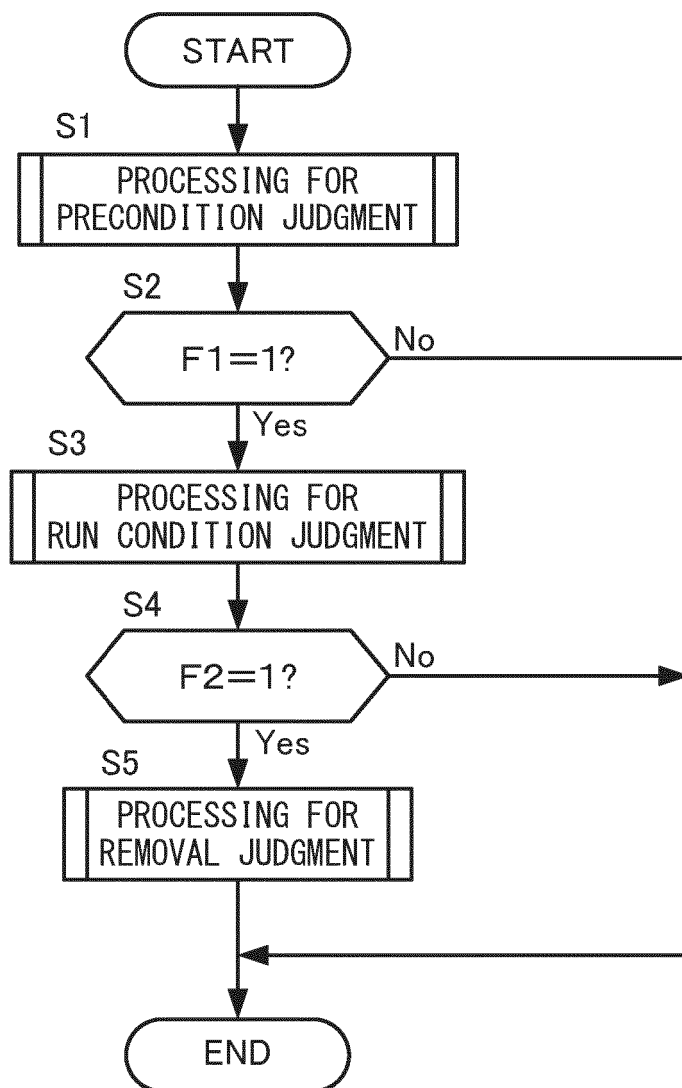 START
S1
PROCESSING FOR
PRECONDITION JUDGMENT
S2
F1=1?
No
Yes
S3
PROCESSING FOR
RUN CONDITION JUDGMENT
S4
F2=1?
No
Yes
S5
PROCESSING FOR
REMOVAL JUDGMENT
END